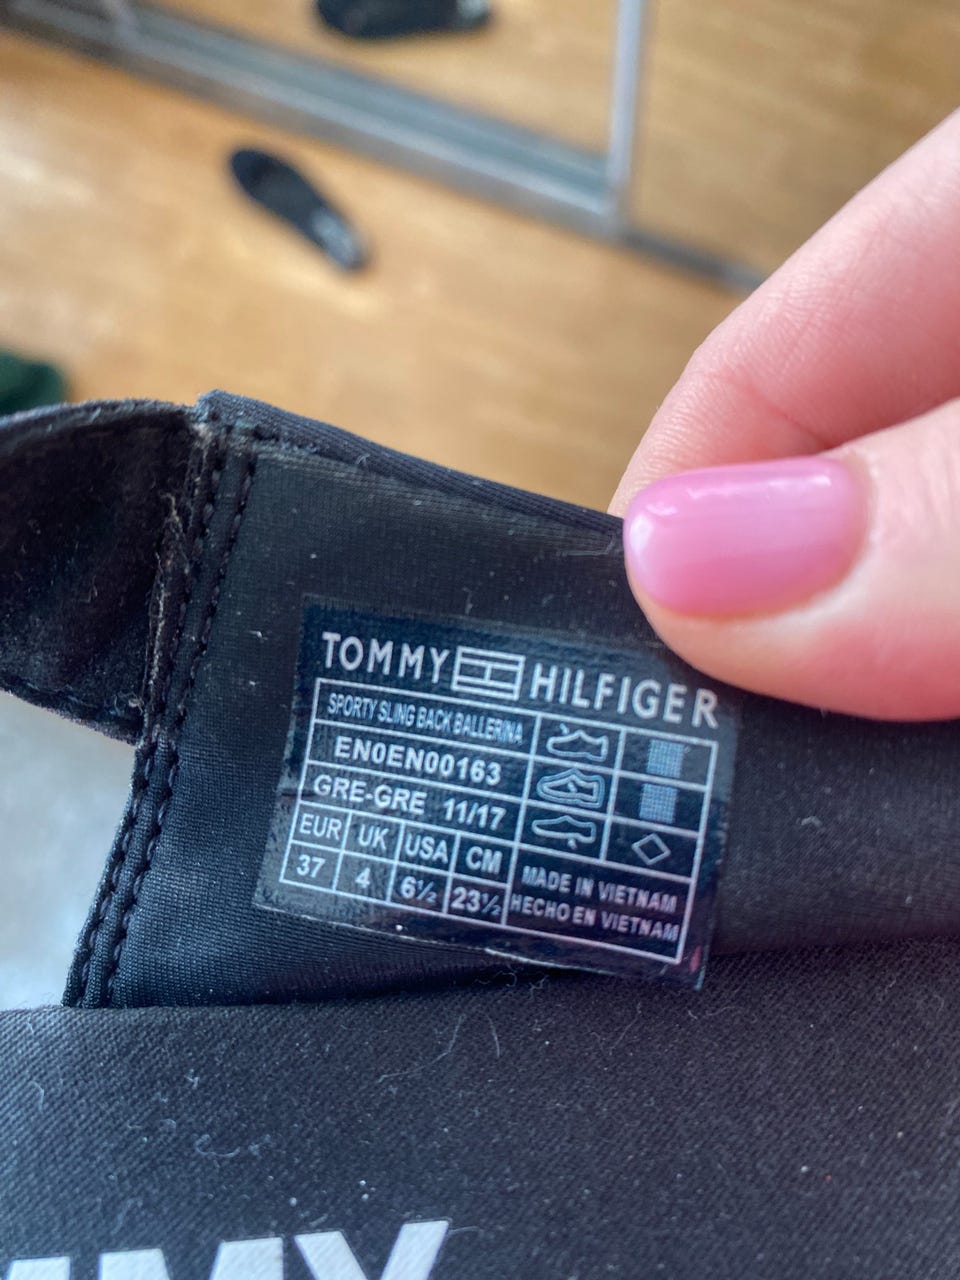 TOMMY HILFIGER
SPORTY SLING BACK BALLERINA
EN0EN00163
GRE-GRE 11/17
EUR UK USA CM
37 4 6½ 23½
MADE IN VIETNAM
HECHO EN VIETNAM